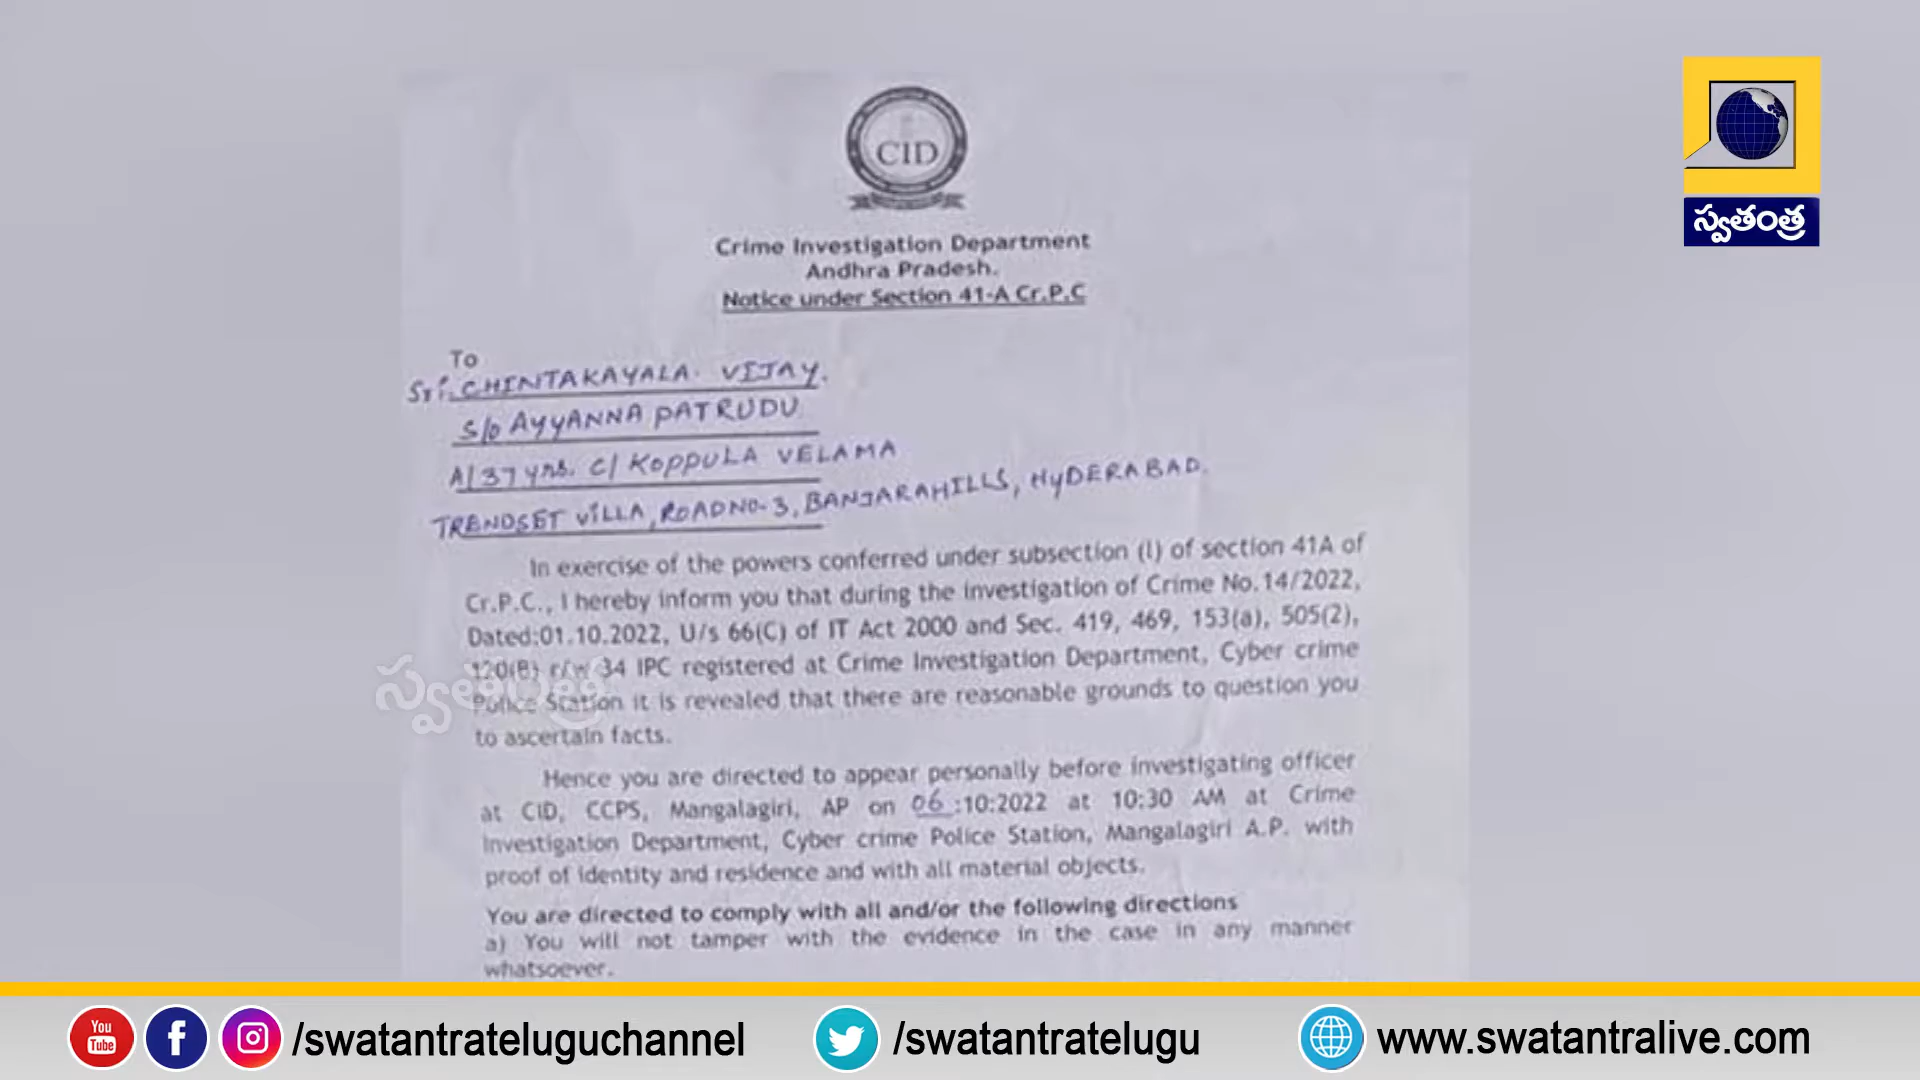 స్వతంత్ర
CID
Crime Investigation Department
Andhra Pradesh.
Notice under Section 41-A Cr.P.C
To
Sri. CHINTAKAYALA. VIJAY.
S/o AYYANNA PATRUDU
A/37 yrs. C/ KOPPULA VELAMA
TRENDSET VILLA, ROAD NO-3, BANJARAHILLS, HYDERABAD.
In exercise of the powers conferred under subsection (l) of section 41A of
Cr.P.C., I hereby inform you that during the investigation of Crime No.14/2022,
Dated:01.10.2022, U/s 66(C) of IT Act 2000 and Sec. 419, 469, 153(a), 505(2),
120(B) r/w 34 IPC registered at Crime Investigation Department, Cyber crime
Police Station it is revealed that there are reasonable grounds to question you
to ascertain facts.
స్వతంత్ర
Hence you are directed to appear personally before investigating officer
at CID, CCPS, Mangalagiri, AP on 06:10:2022 at 10:30 AM at Crime
Investigation Department, Cyber crime Police Station, Mangalagiri A.P. with
proof of identity and residence and with all material objects.
You are directed to comply with all and/or the following directions
a) You will not tamper with the evidence in the case in any manner
whatsoever.
You Tube /swatantrateluguchannel /swatantratelugu www.swatantralive.com